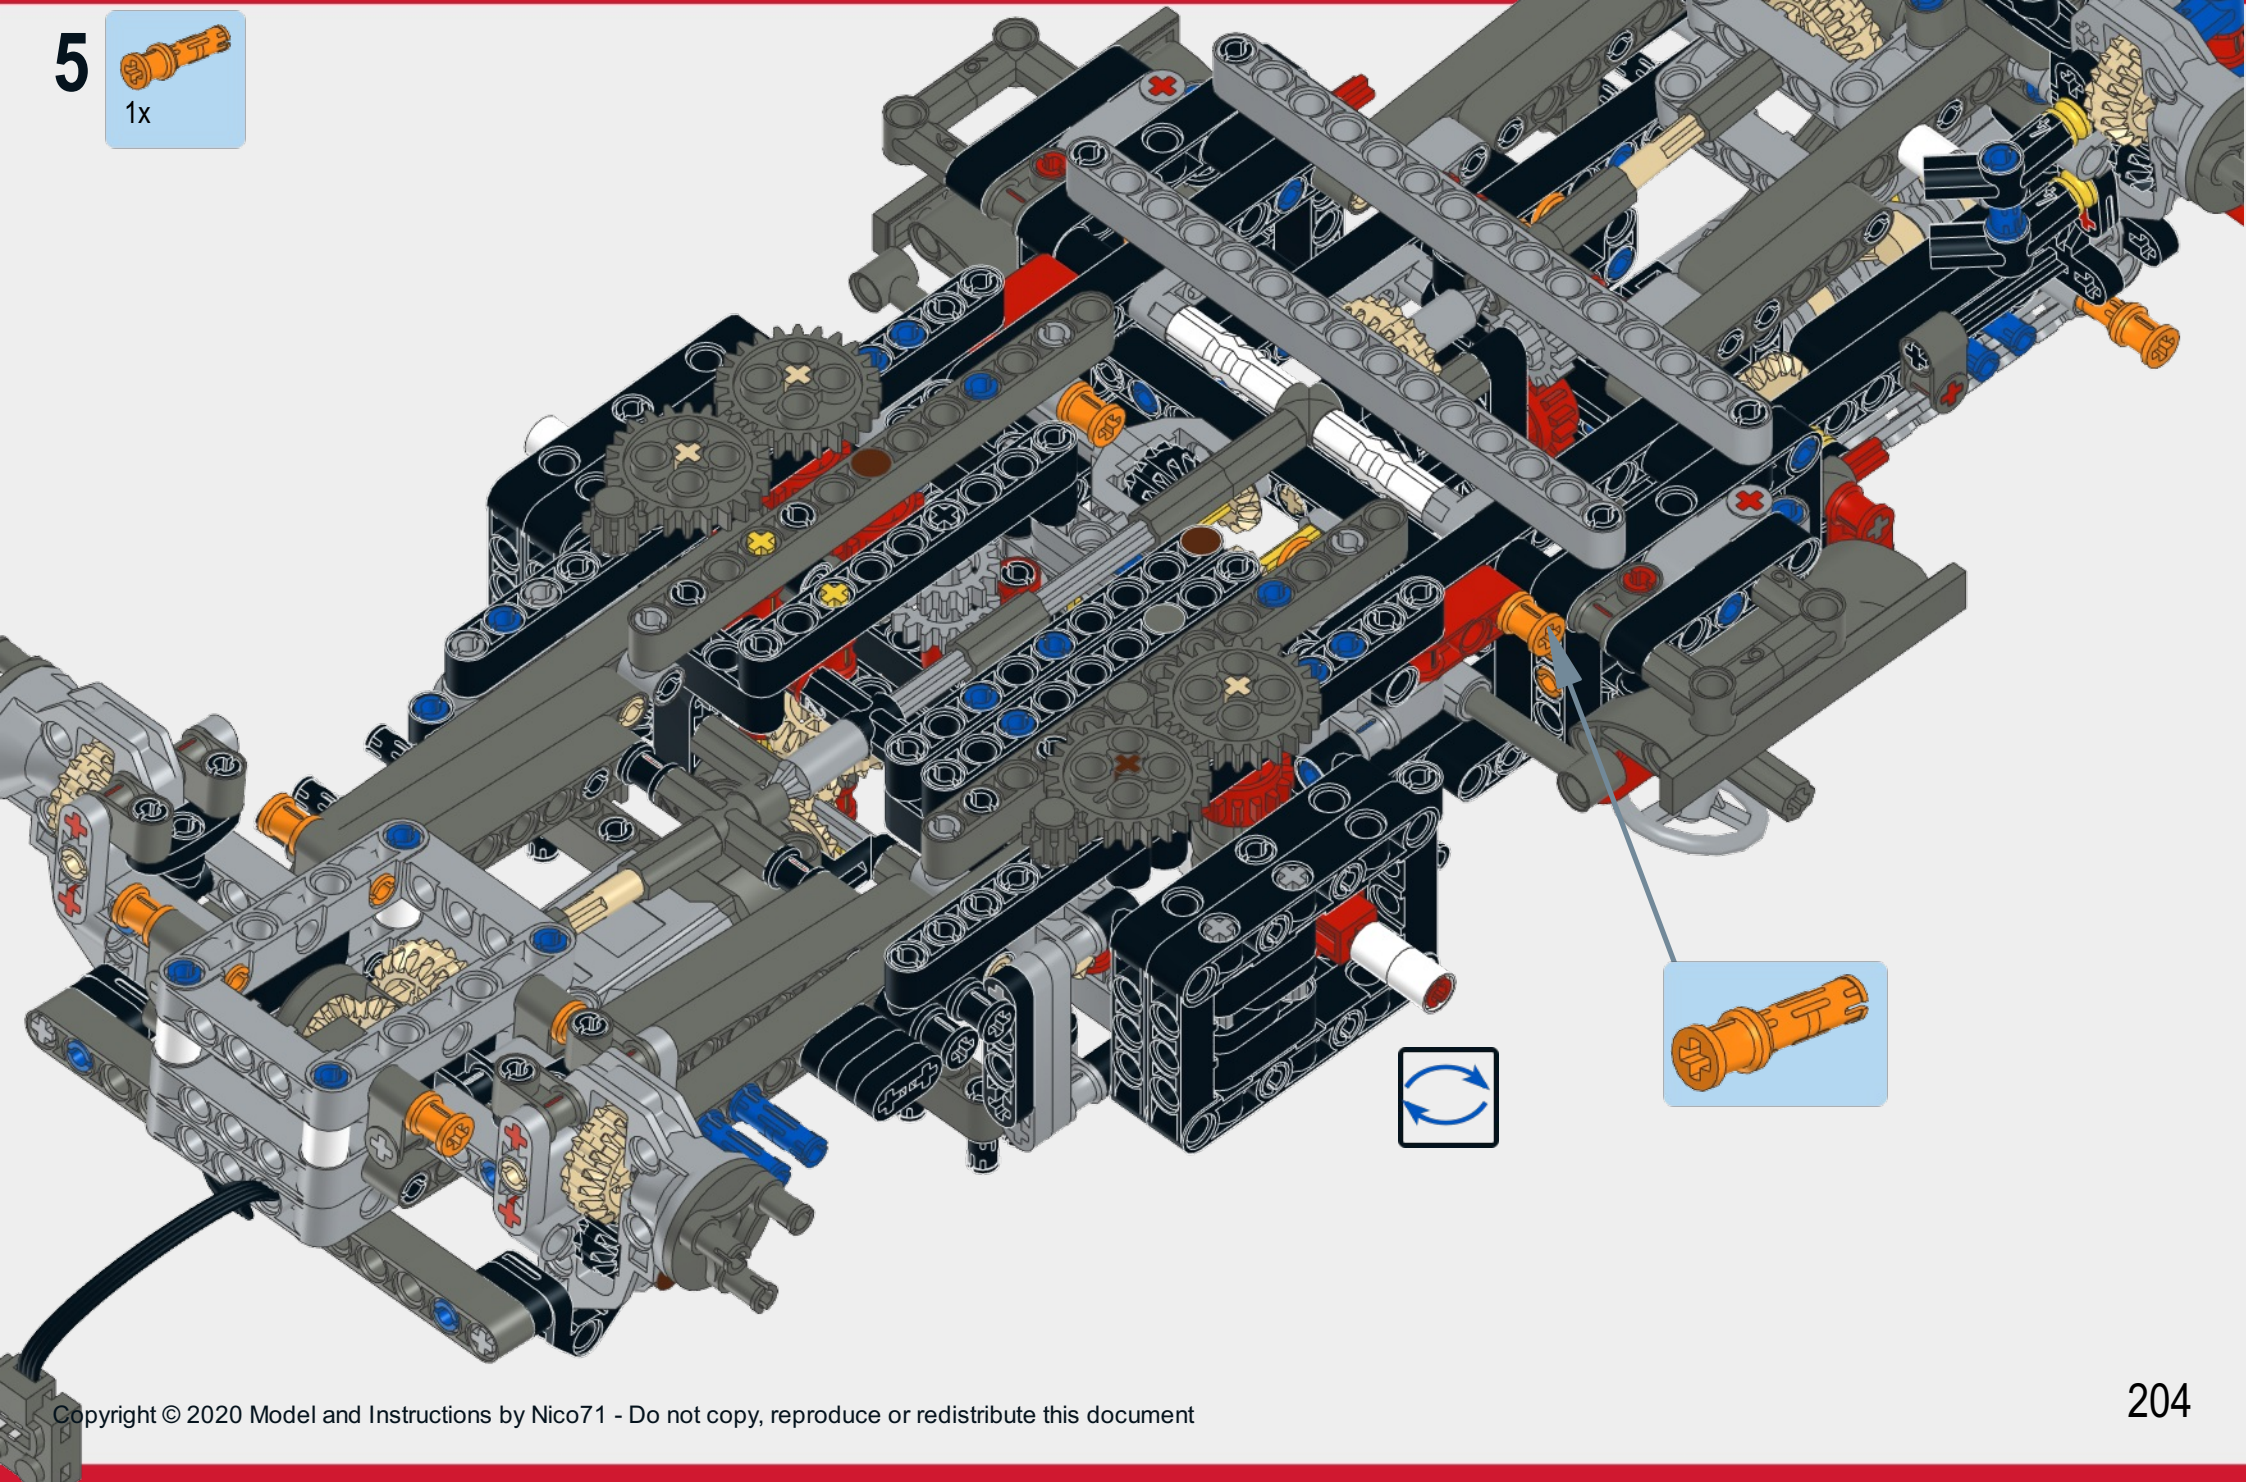 5
1x
Copyright © 2020 Model and Instructions by Nico71 - Do not copy, reproduce or redistribute this document
204